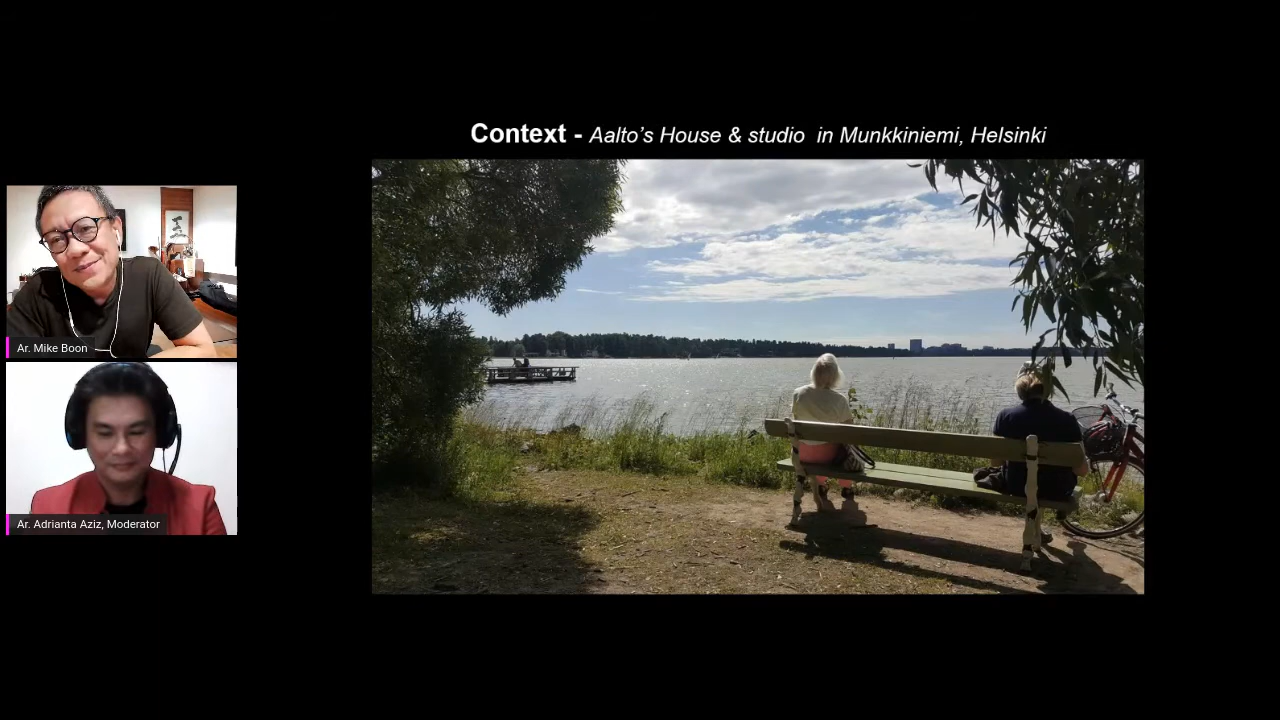 Context - Aalto's House & studio in Munkkiniemi, Helsinki
Ar. Mike Boon
Ar. Adrianta Aziz, Moderator